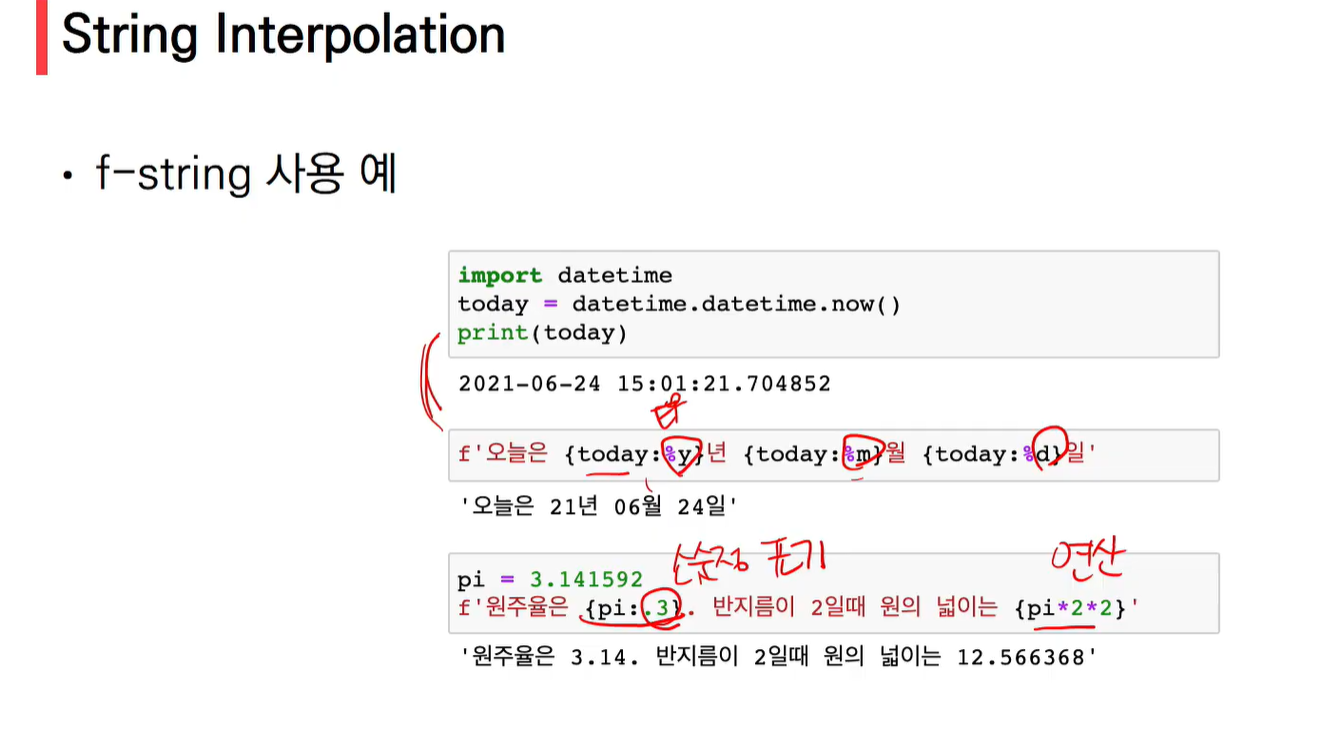 String Interpolation
• f-string 사용 예
import datetime
today = datetime.datetime.now()
print(today)
2021-06-24 15:01:21.704852
f'오늘은 {today:%y}년 {today:%m}월 {today:%d}일'
'오늘은 21년 06월 24일'
표기
연산
pi = 3.141592
f'원주율은 {pi:.3}. 반지름이 2일때 원의 넓이는 {pi*2*2}'
'원주율은 3.14. 반지름이 2일때 원의 넓이는 12.566368'